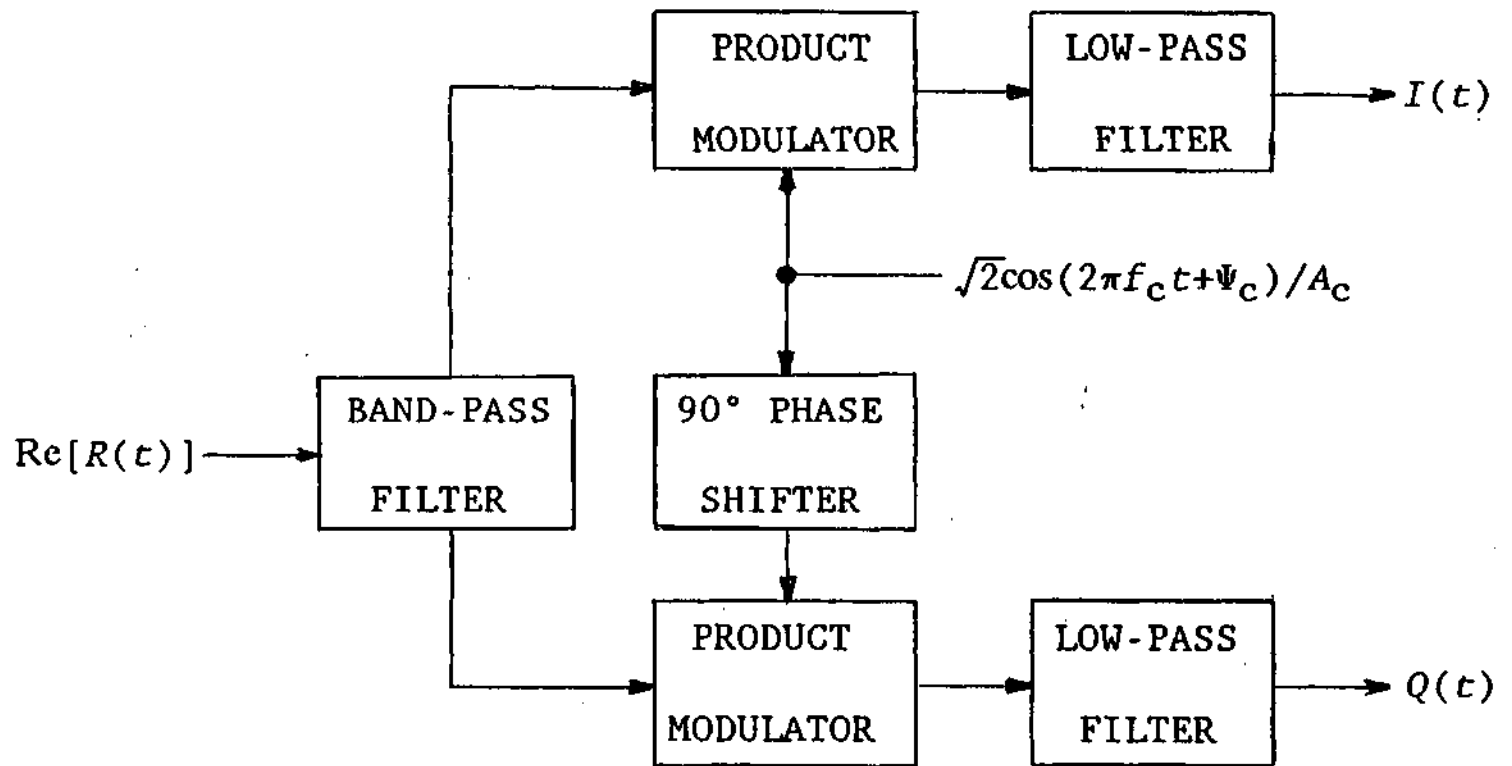 PRODUCT
MODULATOR
LOW-PASS
FILTER
I(t)
√2cos(2πf_c t+Ψ_c)/A_c
Re[R(t)]
BAND-PASS
FILTER
90° PHASE
SHIFTER
PRODUCT
MODULATOR
LOW-PASS
FILTER
Q(t)